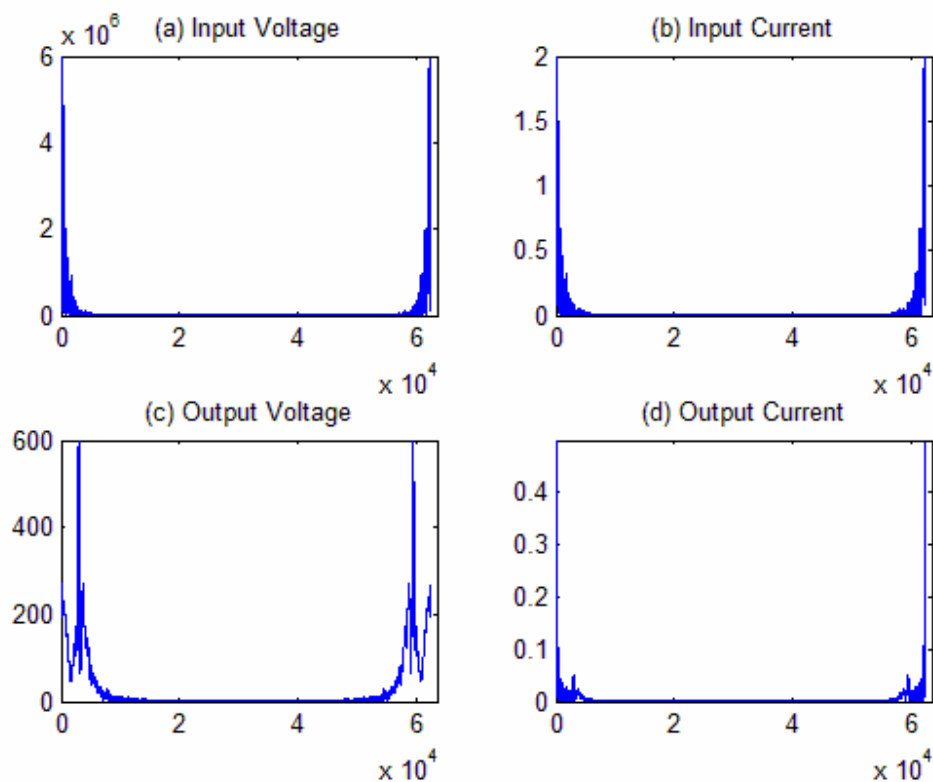 (a) Input Voltage
x 10^6
6
4
2
0
0 2 4 6
x 10^4
(b) Input Current
2
1.5
1
0.5
0
0 2 4 6
x 10^4
(c) Output Voltage
600
400
200
0
0 2 4 6
x 10^4
(d) Output Current
0.4
0.3
0.2
0.1
0
0 2 4 6
x 10^4